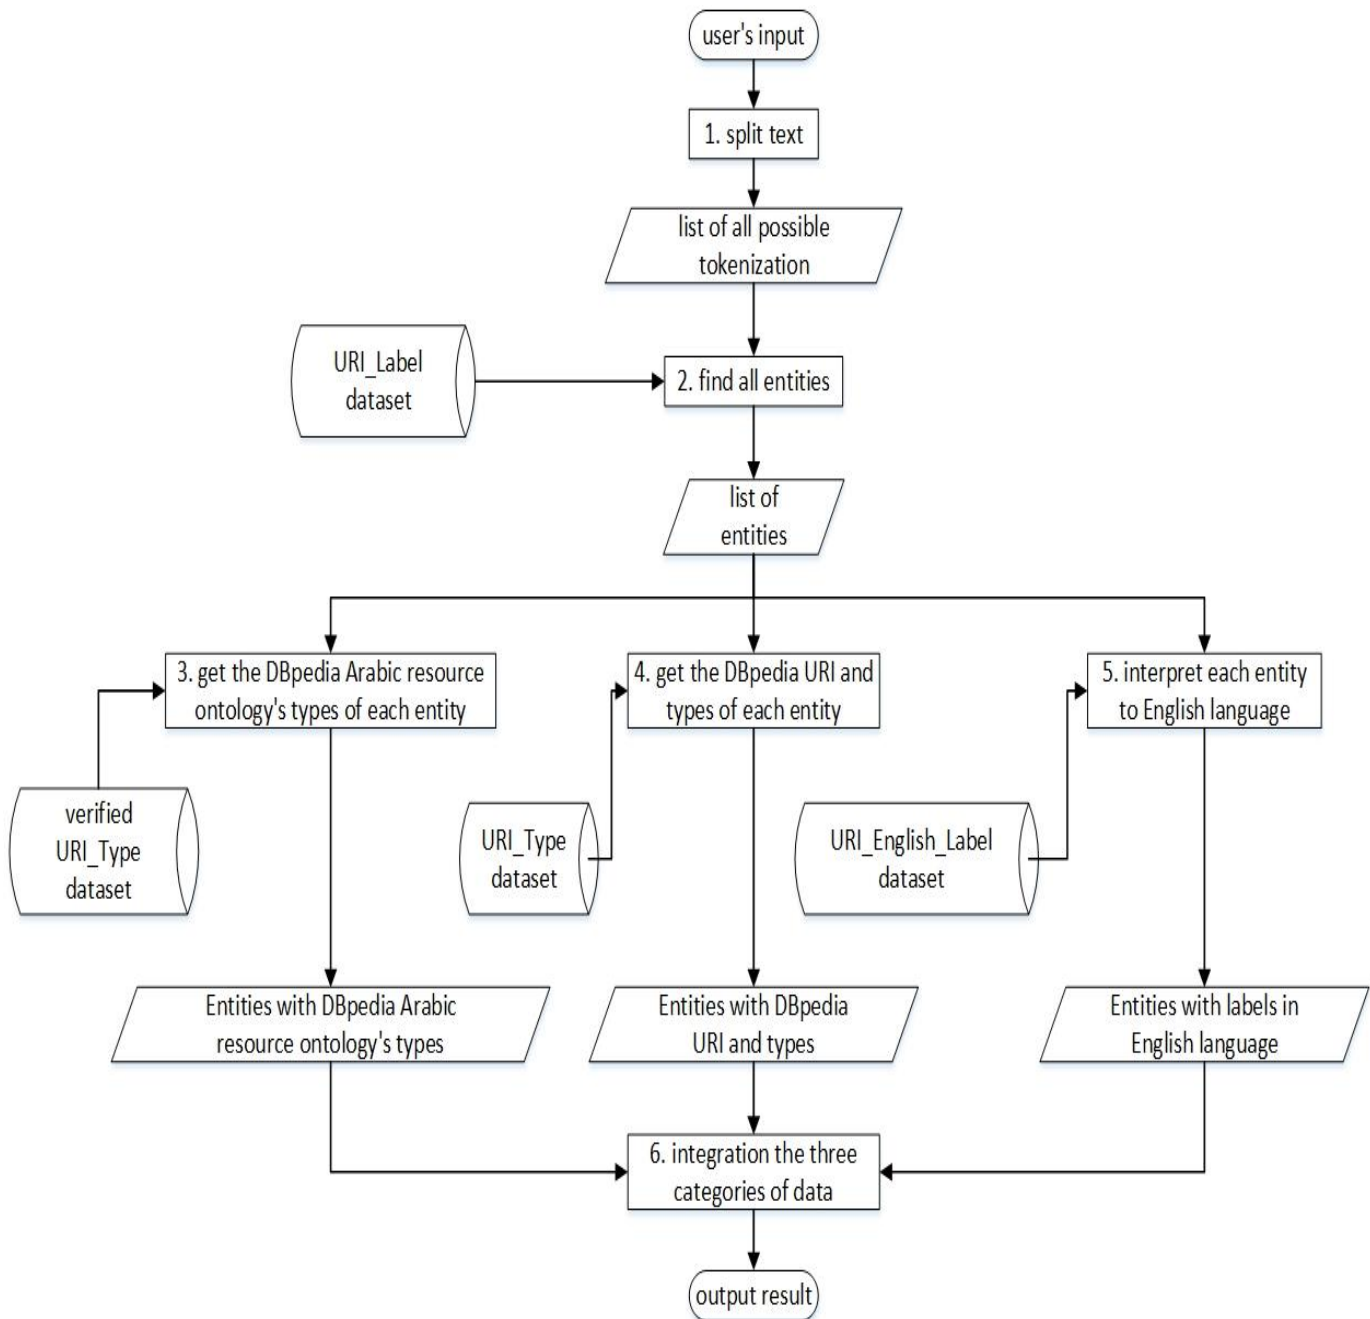 user's input
1. split text
list of all possible
tokenization
URI_Label
dataset
2. find all entities
list of
entities
3. get the DBpedia Arabic resource
ontology's types of each entity
4. get the DBpedia URI and
types of each entity
5. interpret each entity
to English language
verified
URI_Type
dataset
URI_Type
dataset
URI_English_Label
dataset
Entities with DBpedia Arabic
resource ontology's types
Entities with DBpedia
URI and types
Entities with labels in
English language
6. integration the three
categories of data
output result